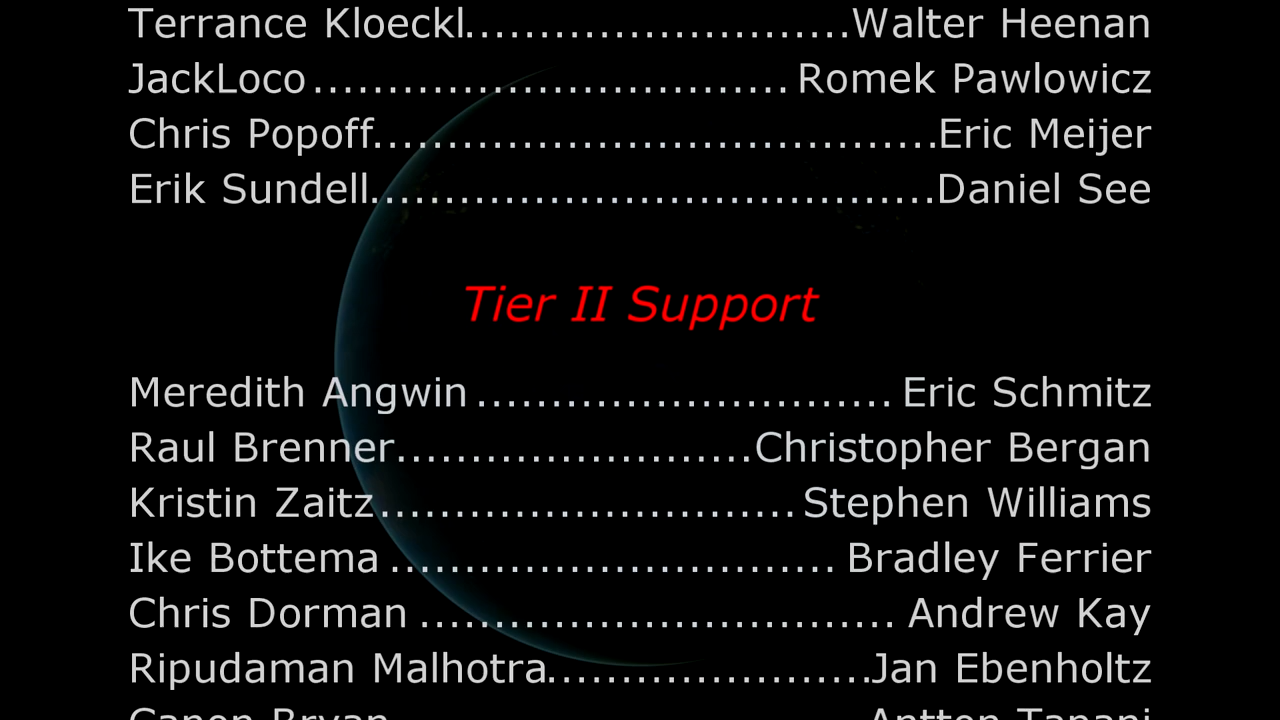 Terrance Kloeckl..........................Walter Heenan
JackLoco ................................ Romek Pawlowicz
Chris Popoff......................................Eric Meijer
Erik Sundell......................................Daniel See
Tier II Support
Meredith Angwin ............................ Eric Schmitz
Raul Brenner........................Christopher Bergan
Kristin Zaitz............................ Stephen Williams
Ike Bottema .............................. Bradley Ferrier
Chris Dorman ................................ Andrew Kay
Ripudaman Malhotra......................Jan Ebenholtz
Bryan